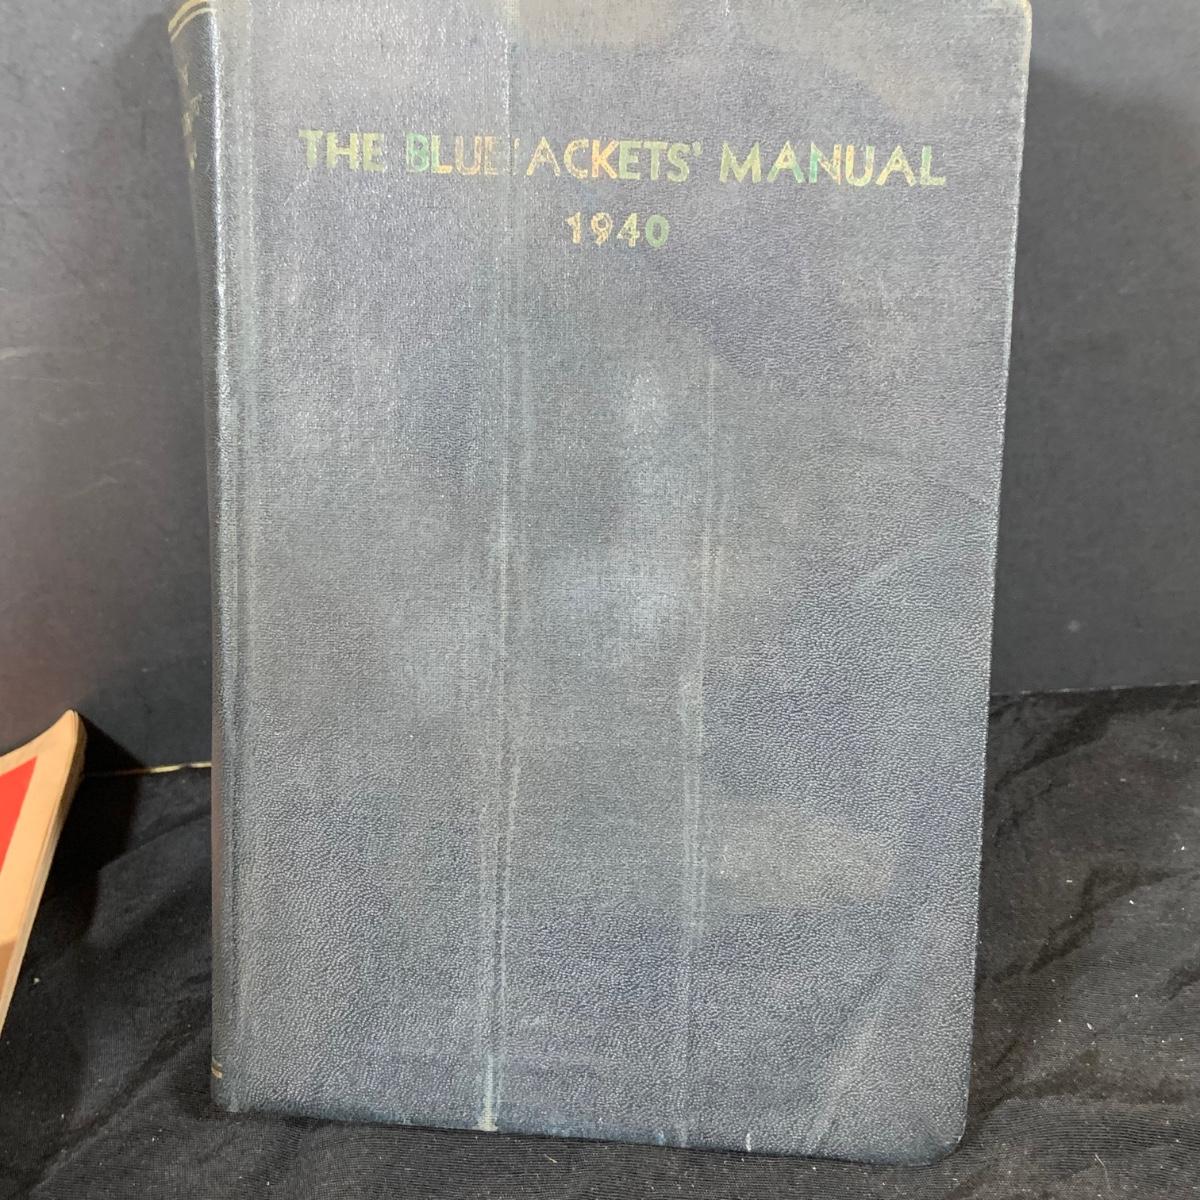 THE BLUEJACKETS' MANUAL
1940